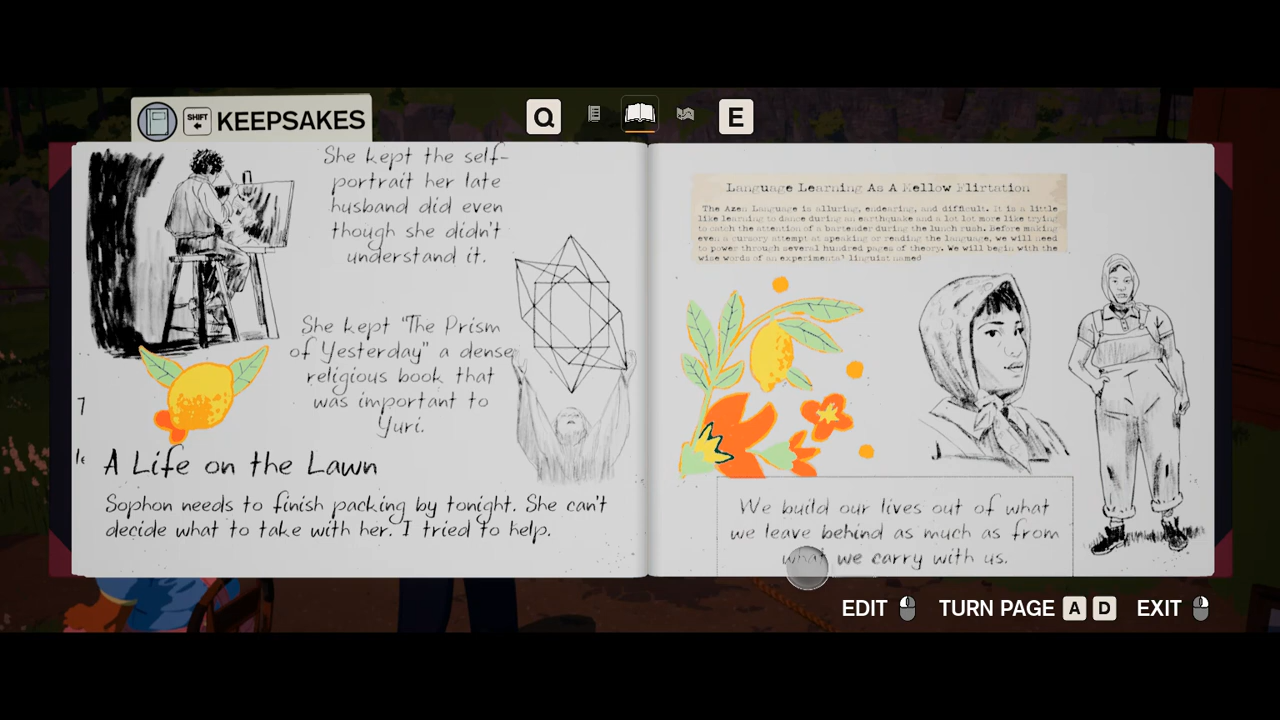 SHIFT
KEEPSAKES
Q
E
She kept the self-
portrait her late
husband did even
though she didn't
understand it.
She kept "The Prism
of Yesterday" a dense
religious book that
was important to
Yuri.
7
A Life on the Lawn
Sophon needs to finish packing by tonight. She can't
decide what to take with her. I tried to help.
Language Learning As A Mellow Flirtation
The Azen Language is alluring, endearing, and difficult. It is a little
like learning to dance during an earthquake and a lot lot more like trying
to catch the attention of a bartender during the lunch rush. Before making
even a cursory attempt at speaking or reading the language, we will need
to power through several hundred pages of theory. We will begin with the
wise words of an experimental linguist named
We build our lives out of what
we leave behind as much as from
what we carry with us.
EDIT
TURN PAGE A D
EXIT